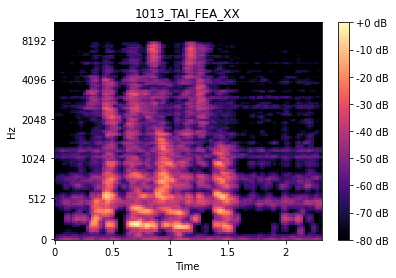 1013_TAI_FEA_XX
8192
4096
2048
1024
512
0
Hz
0
0.5
1
1.5
2
Time
+0 dB
-10 dB
-20 dB
-30 dB
-40 dB
-50 dB
-60 dB
-70 dB
-80 dB